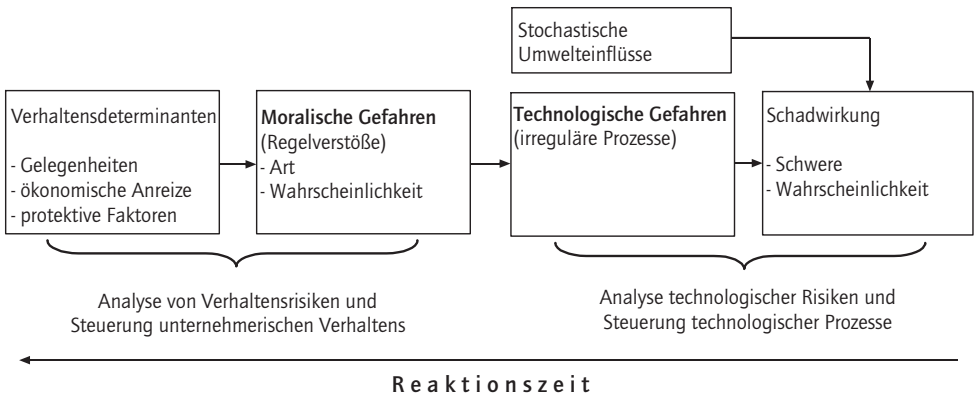 Stochastische
Umwelteinflüsse
Verhaltensdeterminanten
- Gelegenheiten
- ökonomische Anreize
- protektive Faktoren
Moralische Gefahren
(Regelverstöße)
- Art
- Wahrscheinlichkeit
Technologische Gefahren
(irreguläre Prozesse)
Schadwirkung
- Schwere
- Wahrscheinlichkeit
Analyse von Verhaltensrisiken und
Steuerung unternehmerischen Verhaltens
Analyse technologischer Risiken und
Steuerung technologischer Prozesse
Reaktionszeit